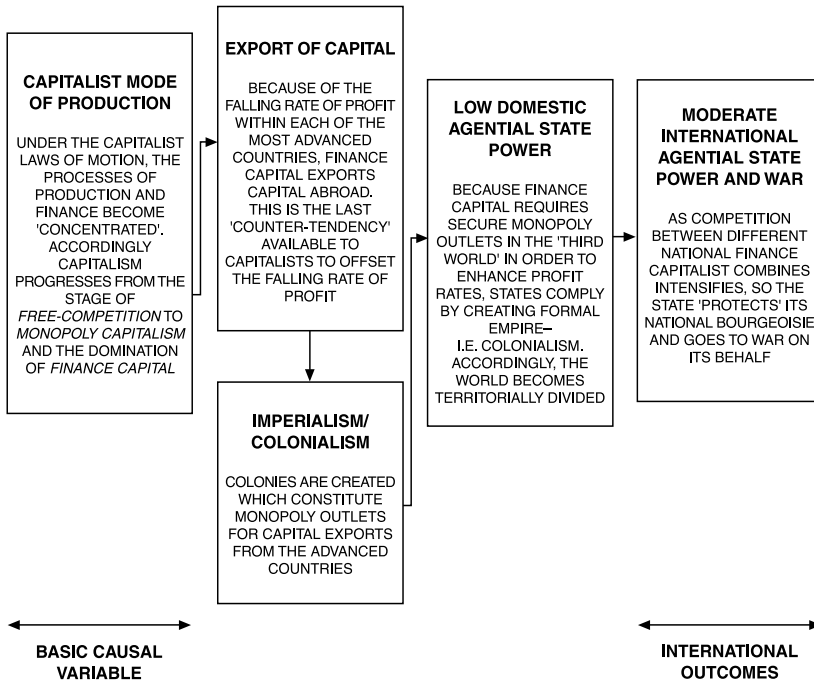 CAPITALIST MODE
OF PRODUCTION
UNDER THE CAPITALIST
LAWS OF MOTION, THE
PROCESSES OF
PRODUCTION AND
FINANCE BECOME
'CONCENTRATED'.
ACCORDINGLY
CAPITALISM
PROGRESSES FROM THE
STAGE OF
FREE-COMPETITION TO
MONOPOLY CAPITALISM
AND THE DOMINATION
OF FINANCE CAPITAL
EXPORT OF CAPITAL
BECAUSE OF THE
FALLING RATE OF PROFIT
WITHIN EACH OF THE
MOST ADVANCED
COUNTRIES, FINANCE
CAPITAL EXPORTS
CAPITAL ABROAD.
THIS IS THE LAST
'COUNTER-TENDENCY'
AVAILABLE TO
CAPITALISTS TO OFFSET
THE FALLING RATE OF
PROFIT
IMPERIALISM/
COLONIALISM
COLONIES ARE CREATED
WHICH CONSTITUTE
MONOPOLY OUTLETS
FOR CAPITAL EXPORTS
FROM THE ADVANCED
COUNTRIES
LOW DOMESTIC
AGENTIAL STATE
POWER
BECAUSE FINANCE
CAPITAL REQUIRES
SECURE MONOPOLY
OUTLETS IN THE 'THIRD
WORLD' IN ORDER TO
ENHANCE PROFIT
RATES, STATES COMPLY
BY CREATING FORMAL
EMPIRE–
I.E. COLONIALISM.
ACCORDINGLY, THE
WORLD BECOMES
TERRITORIALLY DIVIDED
MODERATE
INTERNATIONAL
AGENTIAL STATE
POWER AND WAR
AS COMPETITION
BETWEEN DIFFERENT
NATIONAL FINANCE
CAPITALIST COMBINES
INTENSIFIES, SO THE
STATE 'PROTECTS' ITS
NATIONAL BOURGEOISIE
AND GOES TO WAR ON
ITS BEHALF
BASIC CAUSAL
VARIABLE
INTERNATIONAL
OUTCOMES